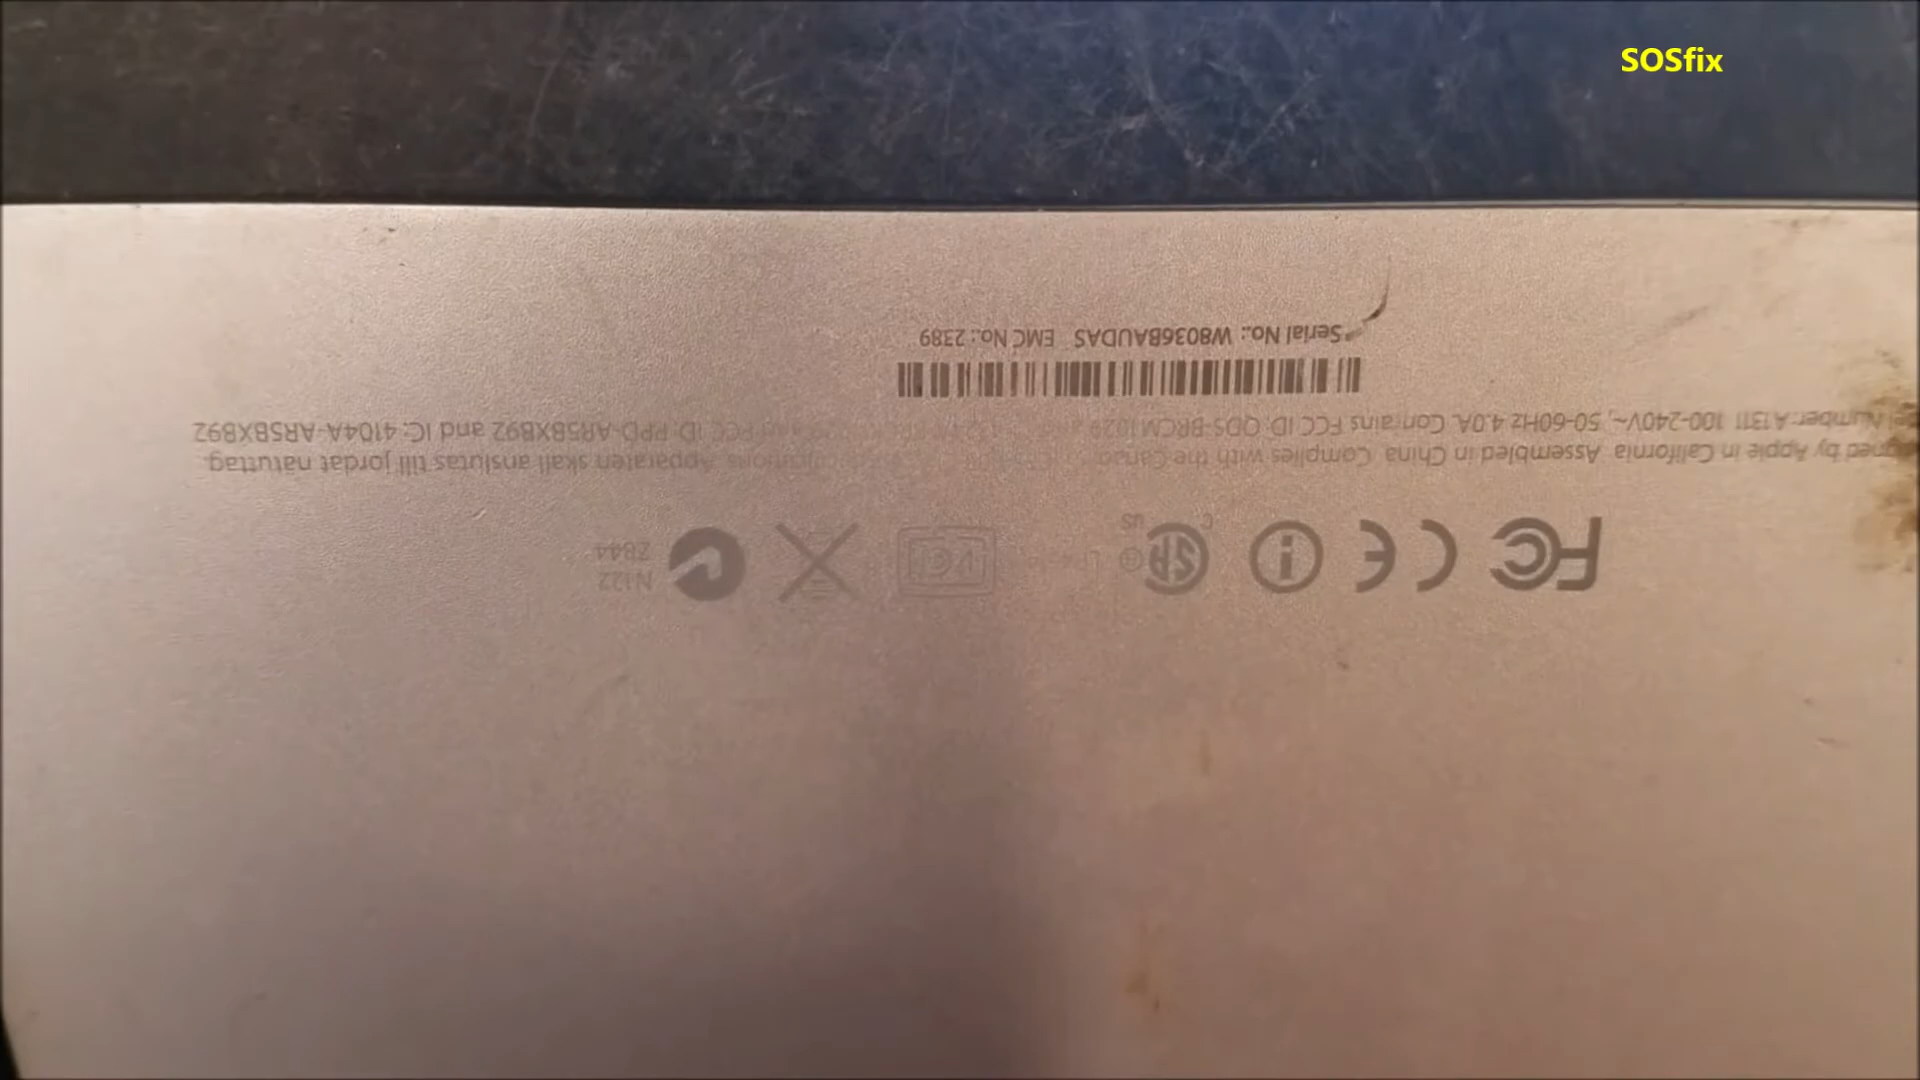 SOSfix
FC CE SA C US
N122
Z844
by Apple in California Assembled in China Complies with the skall anslutas till jordat natuttag
Number: A1311 100-240V~, 50-60Hz 4.0A Contains FCC ID: QDS-BRCM1029 FCC ID: PPD-AR5BXB92 and IC: 4104A-AR5BXB92
*Serial No.: W8036BAUDAS EMC No.: 2389